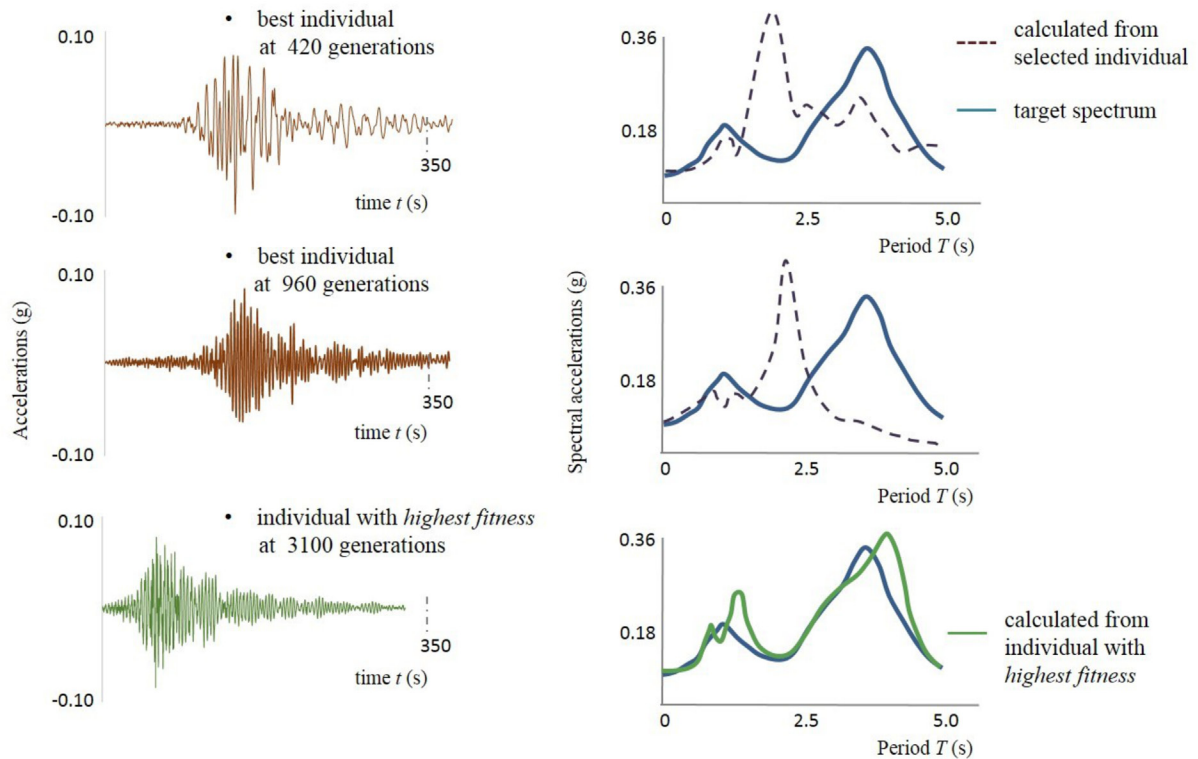 • best individual
at 420 generations
0.10
-0.10
350
time t (s)
0.36
0.18
0
2.5
5.0
Period T (s)
calculated from
selected individual
target spectrum
Accelerations (g)
• best individual
at 960 generations
0.10
-0.10
350
time t (s)
Spectral accelerations (g)
0.36
0.18
0
2.5
5.0
Period T (s)
• individual with highest fitness
at 3100 generations
0.10
-0.10
350
time t (s)
0.36
0.18
0
2.5
5.0
Period T (s)
calculated from
individual with
highest fitness